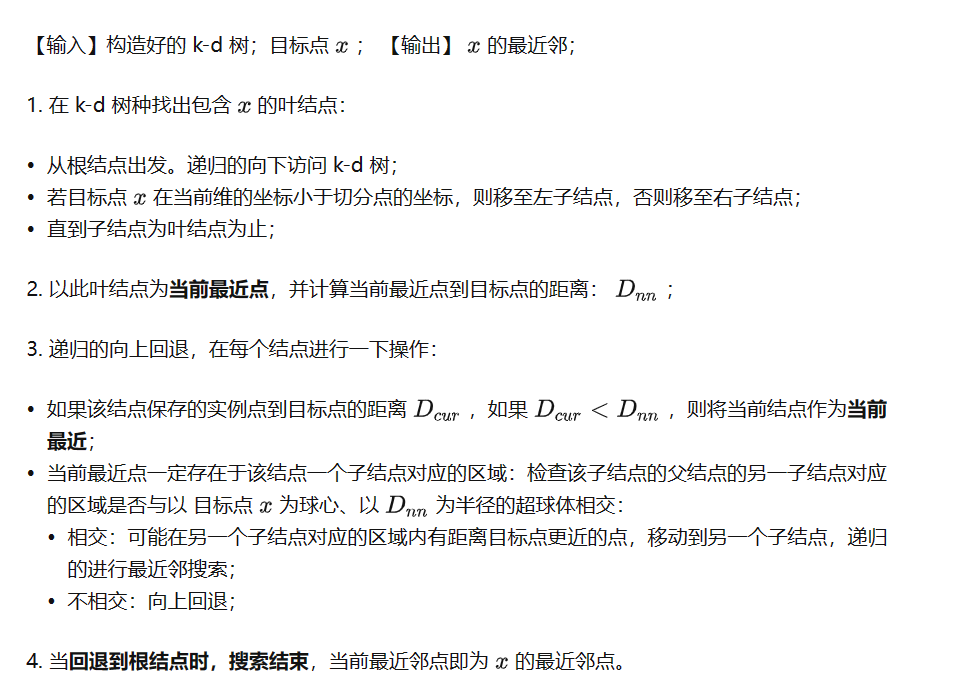 【输入】构造好的 k-d 树；目标点 x ； 【输出】 x 的最近邻；
1. 在 k-d 树种找出包含 x 的叶结点：
• 从根结点出发。递归的向下访问 k-d 树；
• 若目标点 x 在当前维的坐标小于切分点的坐标，则移至左子结点，否则移至右子结点；
• 直到子结点为叶结点为止；
2. 以此叶结点为当前最近点，并计算当前最近点到目标点的距离： D_{nn} ；
3. 递归的向上回退，在每个结点进行一下操作：
• 如果该结点保存的实例点到目标点的距离 D_{cur} ，如果 D_{cur} < D_{nn} ，则将当前结点作为当前
最近；
• 当前最近点一定存在于该结点一个子结点对应的区域：检查该子结点的父结点的另一子结点对应
的区域是否与以 目标点 x 为球心、以 D_{nn} 为半径的超球体相交：
• 相交：可能在另一个子结点对应的区域内有距离目标点更近的点，移动到另一个子结点，递归
的进行最近邻搜索；
• 不相交：向上回退；
4. 当回退到根结点时，搜索结束，当前最近邻点即为 x 的最近邻点。